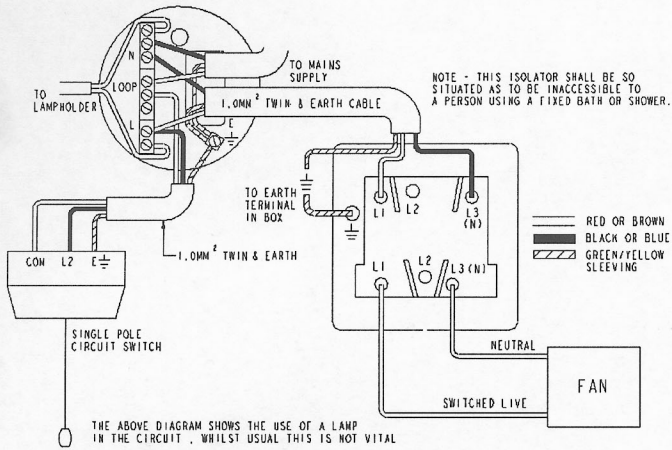 N
LOOP
L
E
TO
LAMPHOLDER
TO MAINS
SUPPLY
1.0MM² TWIN & EARTH CABLE
NOTE - THIS ISOLATOR SHALL BE SO
SITUATED AS TO BE INACCESSIBLE TO
A PERSON USING A FIXED BATH OR SHOWER.
TO EARTH
TERMINAL
IN BOX
L1
L2
L3
(N)
RED OR BROWN
BLACK OR BLUE
GREEN/YELLOW
SLEEVING
1.0MM² TWIN & EARTH
COM L2 E
L1
L2
L3(N)
SINGLE POLE
CIRCUIT SWITCH
NEUTRAL
SWITCHED LIVE
FAN
THE ABOVE DIAGRAM SHOWS THE USE OF A LAMP
IN THE CIRCUIT , WHILST USUAL THIS IS NOT VITAL